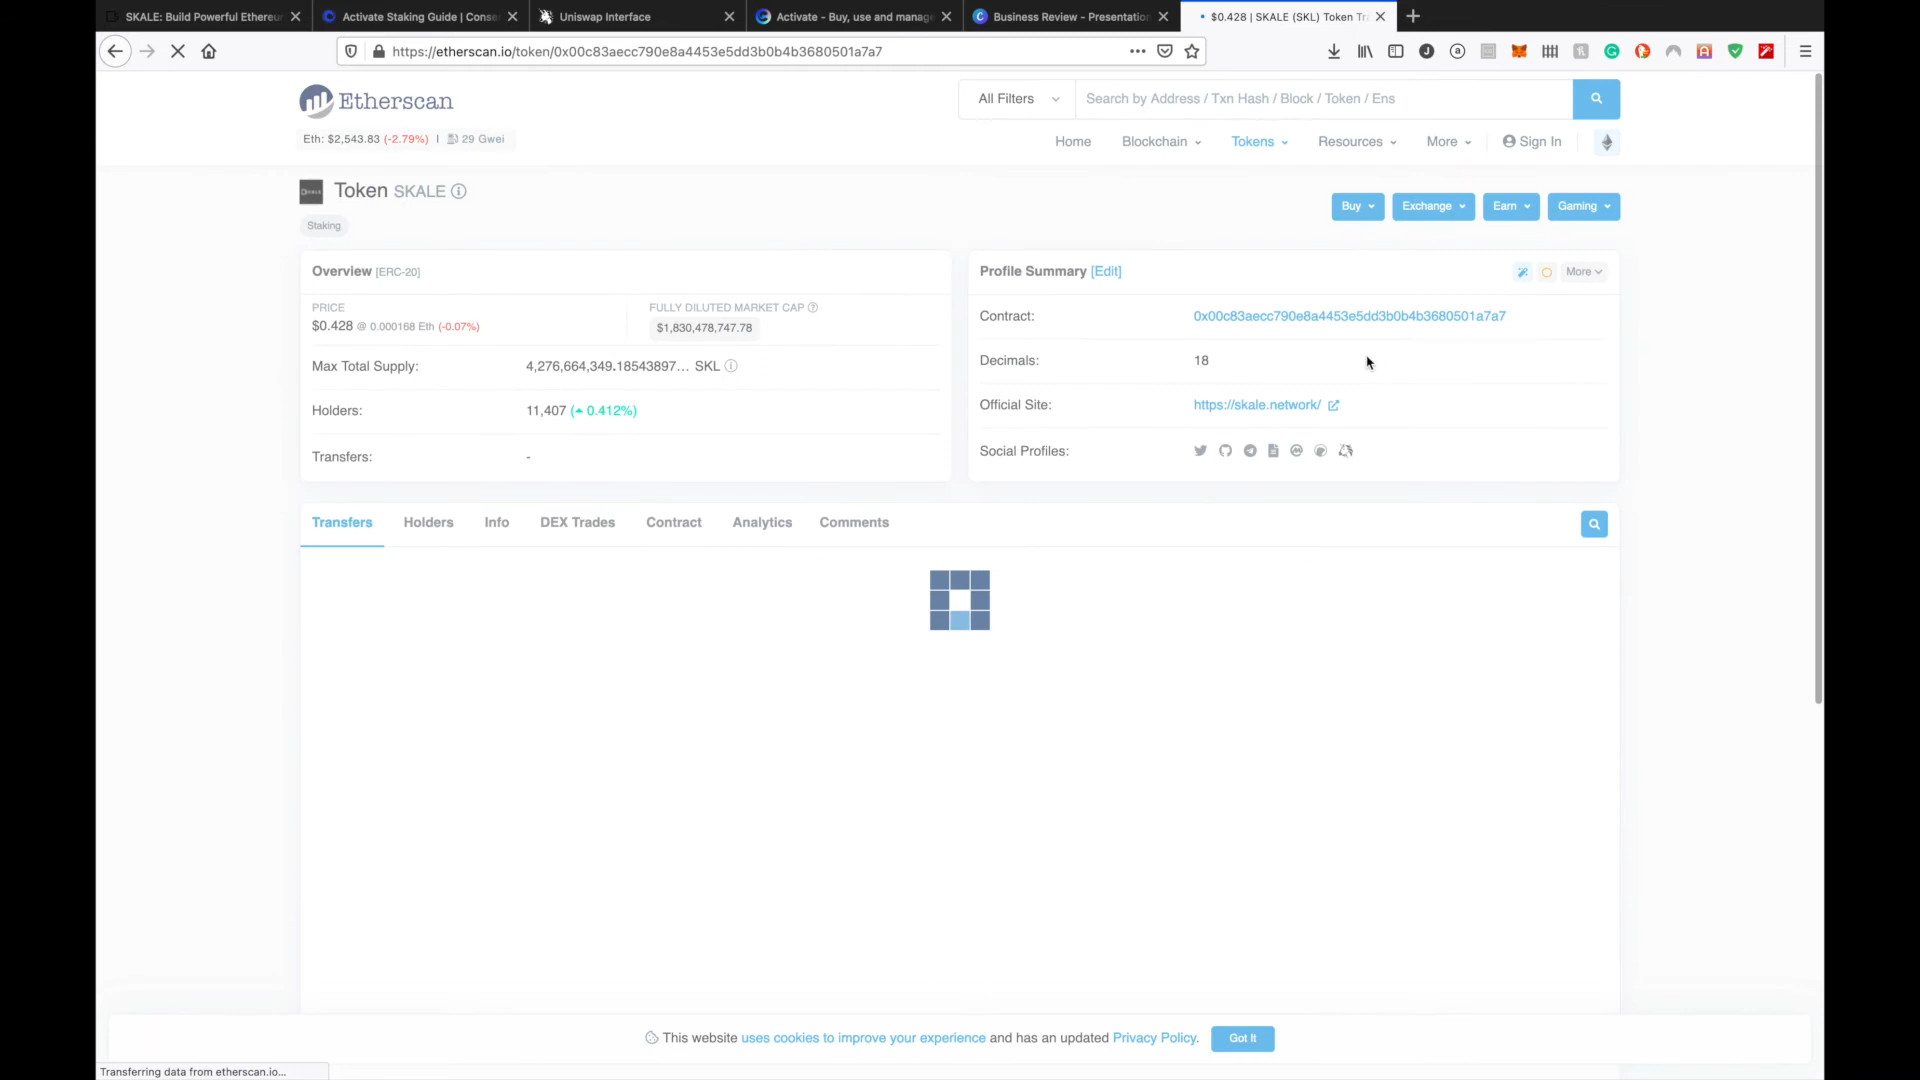 SKALE: Build Powerful Ethereu
Activate Staking Guide | Conse
Uniswap Interface
Activate - Buy, use and manage
Business Review - Presentation
$0.428 | SKALE (SKL) Token Tra
https://etherscan.io/token/0x00c83aecc790e8a4453e5dd3b0b4b3680501a7a7
Etherscan
All Filters
Search by Address / Txn Hash / Block / Token / Ens
Eth: $2,543.83 (-2.79%) | 29 Gwei
Home
Blockchain
Tokens
Resources
More
Sign In
Token SKALE
Staking
Buy
Exchange
Earn
Gaming
Overview [ERC-20]
PRICE
$0.428 @ 0.000168 Eth (-0.07%)
FULLY DILUTED MARKET CAP
$1,830,478,747.78
Max Total Supply:
4,276,664,349.18543897... SKL
Holders:
11,407 (0.412%)
Transfers:
-
Profile Summary [Edit]
More
Contract:
0x00c83aecc790e8a4453e5dd3b0b4b3680501a7a7
Decimals:
18
Official Site:
https://skale.network/
Social Profiles:
Transfers
Holders
Info
DEX Trades
Contract
Analytics
Comments
This website uses cookies to improve your experience and has an updated Privacy Policy.
Got It
Transferring data from etherscan.io...